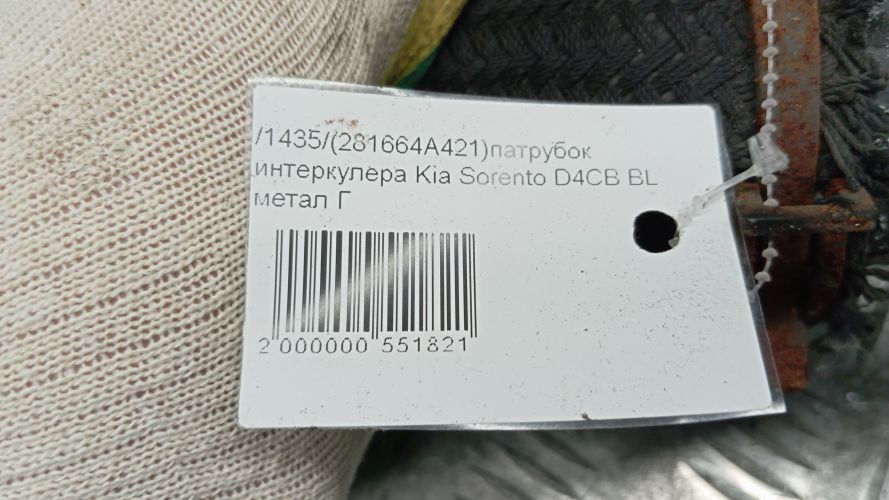 /1435/(281664A421)патрубок
интеркулера Kia Sorento D4CB BL
метал Г
2 000000 551821